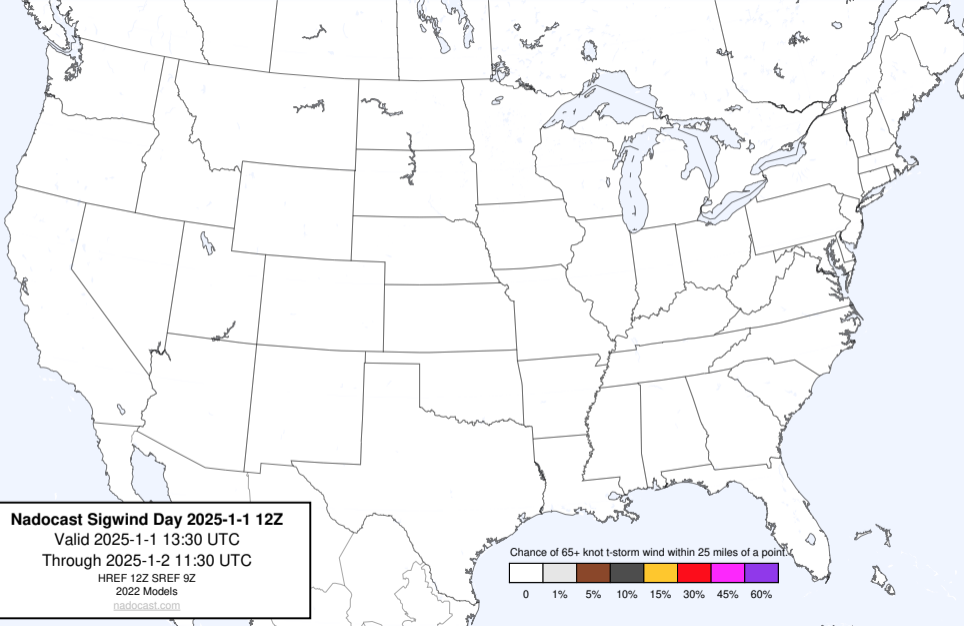 Nadocast Sigwind Day 2025-1-1 12Z
Valid 2025-1-1 13:30 UTC
Through 2025-1-2 11:30 UTC
HREF 12Z SREF 9Z
2022 Models
nadocast.com
Chance of 65+ knot t-storm wind within 25 miles of a point.
0 1% 5% 10% 15% 30% 45% 60%